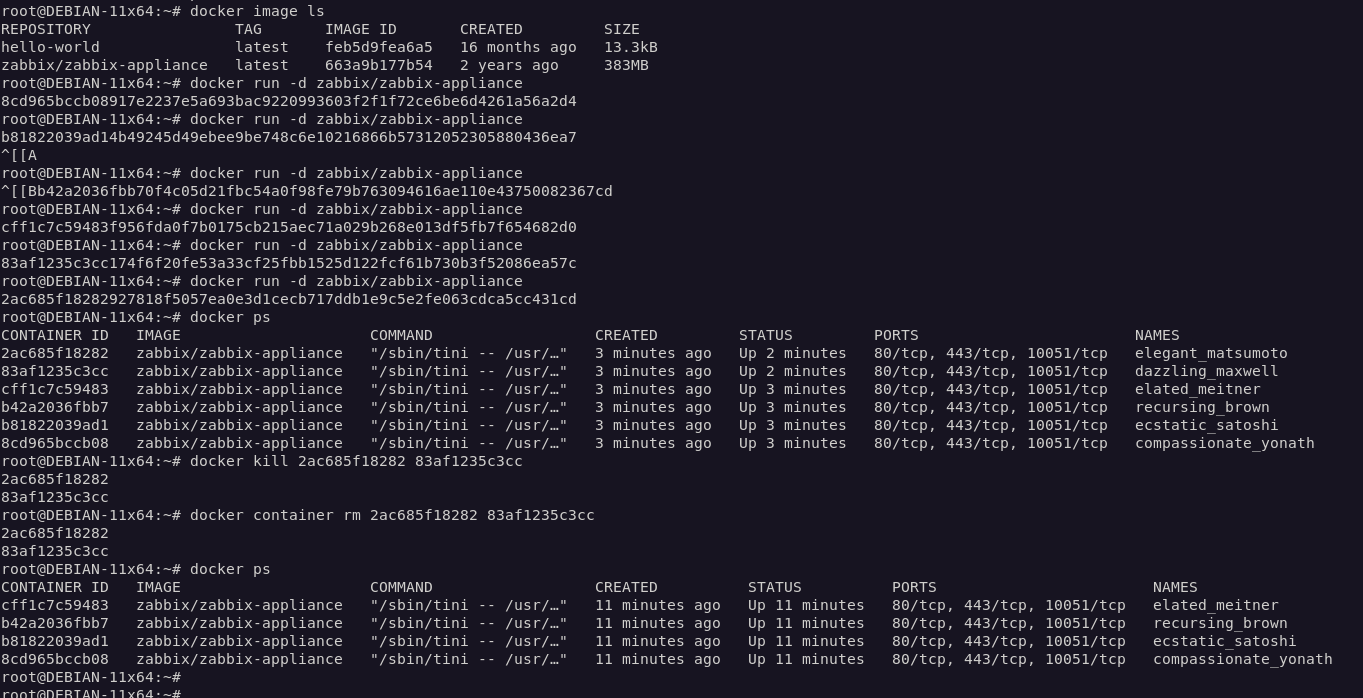 root@DEBIAN-11x64:~# docker image ls
REPOSITORY                TAG       IMAGE ID       CREATED         SIZE
hello-world               latest    feb5d9fea6a5   16 months ago   13.3kB
zabbix/zabbix-appliance   latest    663a9b177b54   2 years ago     383MB
root@DEBIAN-11x64:~# docker run -d zabbix/zabbix-appliance
8cd965bccb08917e2237e5a693bac9220993603f2f1f72ce6be6d4261a56a2d4
root@DEBIAN-11x64:~# docker run -d zabbix/zabbix-appliance
b81822039ad14b49245d49ebee9be748c6e10216866b57312052305880436ea7
^[[A
root@DEBIAN-11x64:~# docker run -d zabbix/zabbix-appliance
^[[Bb42a2036fbb70f4c05d21fbc54a0f98fe79b763094616ae110e43750082367cd
root@DEBIAN-11x64:~# docker run -d zabbix/zabbix-appliance
cff1c7c59483f956fda0f7b0175cb215aec71a029b268e013df5fb7f654682d0
root@DEBIAN-11x64:~# docker run -d zabbix/zabbix-appliance
83af1235c3cc174f6f20fe53a33cf25fbb1525d122fcf61b730b3f52086ea57c
root@DEBIAN-11x64:~# docker run -d zabbix/zabbix-appliance
2ac685f18282927818f5057ea0e3d1cecb717ddb1e9c5e2fe063cdca5cc431cd
root@DEBIAN-11x64:~# docker ps
CONTAINER ID   IMAGE                     COMMAND                  CREATED         STATUS         PORTS                        NAMES
2ac685f18282   zabbix/zabbix-appliance   "/sbin/tini -- /usr/…"   3 minutes ago   Up 2 minutes   80/tcp, 443/tcp, 10051/tcp   elegant_matsumoto
83af1235c3cc   zabbix/zabbix-appliance   "/sbin/tini -- /usr/…"   3 minutes ago   Up 2 minutes   80/tcp, 443/tcp, 10051/tcp   dazzling_maxwell
cff1c7c59483   zabbix/zabbix-appliance   "/sbin/tini -- /usr/…"   3 minutes ago   Up 3 minutes   80/tcp, 443/tcp, 10051/tcp   elated_meitner
b42a2036fbb7   zabbix/zabbix-appliance   "/sbin/tini -- /usr/…"   3 minutes ago   Up 3 minutes   80/tcp, 443/tcp, 10051/tcp   recursing_brown
b81822039ad1   zabbix/zabbix-appliance   "/sbin/tini -- /usr/…"   3 minutes ago   Up 3 minutes   80/tcp, 443/tcp, 10051/tcp   ecstatic_satoshi
8cd965bccb08   zabbix/zabbix-appliance   "/sbin/tini -- /usr/…"   3 minutes ago   Up 3 minutes   80/tcp, 443/tcp, 10051/tcp   compassionate_yonath
root@DEBIAN-11x64:~# docker kill 2ac685f18282 83af1235c3cc
2ac685f18282
83af1235c3cc
root@DEBIAN-11x64:~# docker container rm 2ac685f18282 83af1235c3cc
2ac685f18282
83af1235c3cc
root@DEBIAN-11x64:~# docker ps
CONTAINER ID   IMAGE                     COMMAND                  CREATED          STATUS          PORTS                        NAMES
cff1c7c59483   zabbix/zabbix-appliance   "/sbin/tini -- /usr/…"   11 minutes ago   Up 11 minutes   80/tcp, 443/tcp, 10051/tcp   elated_meitner
b42a2036fbb7   zabbix/zabbix-appliance   "/sbin/tini -- /usr/…"   11 minutes ago   Up 11 minutes   80/tcp, 443/tcp, 10051/tcp   recursing_brown
b81822039ad1   zabbix/zabbix-appliance   "/sbin/tini -- /usr/…"   11 minutes ago   Up 11 minutes   80/tcp, 443/tcp, 10051/tcp   ecstatic_satoshi
8cd965bccb08   zabbix/zabbix-appliance   "/sbin/tini -- /usr/…"   11 minutes ago   Up 11 minutes   80/tcp, 443/tcp, 10051/tcp   compassionate_yonath
root@DEBIAN-11x64:~#
root@DEBIAN-11x64:~#